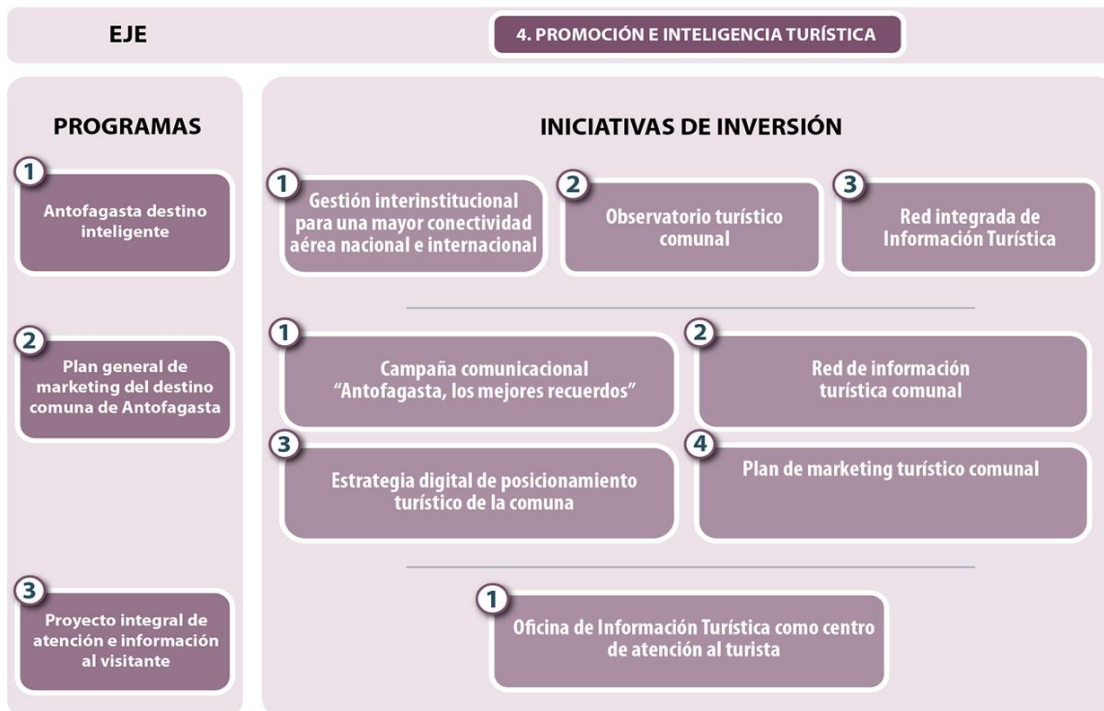 EJE
4. PROMOCIÓN E INTELIGENCIA TURÍSTICA
PROGRAMAS
INICIATIVAS DE INVERSIÓN
1
Antofagasta destino
inteligente
1
Gestión interinstitucional
para una mayor conectividad
aérea nacional e internacional
2
Observatorio turístico
comunal
3
Red integrada de
Información Turística
2
Plan general de
marketing del destino
comuna de Antofagasta
1
Campaña comunicacional
“Antofagasta, los mejores recuerdos”
2
Red de información
turística comunal
3
Estrategia digital de posicionamiento
turístico de la comuna
4
Plan de marketing turístico comunal
3
Proyecto integral de
atención e información
al visitante
1
Oficina de Información Turística como centro
de atención al turista